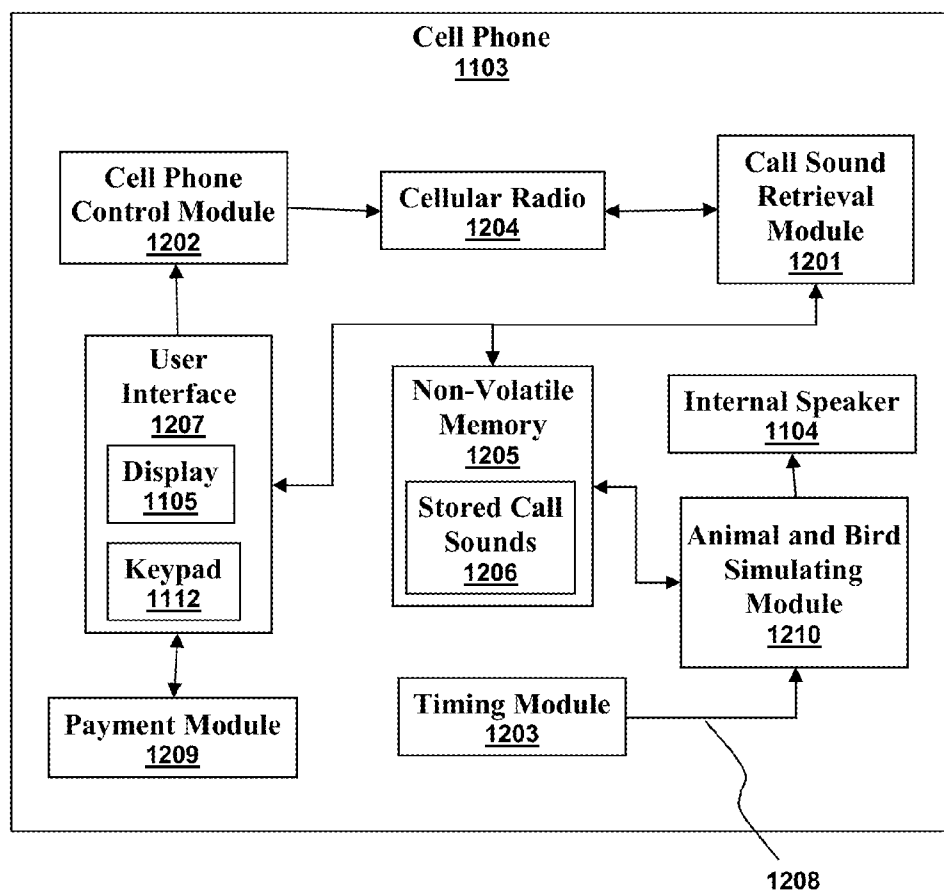 Cell Phone
1103
Cell Phone
Control Module
1202
Cellular Radio
1204
Call Sound
Retrieval
Module
1201
User
Interface
1207
Display
1105
Keypad
1112
Non-Volatile
Memory
1205
Stored Call
Sounds
1206
Internal Speaker
1104
Animal and Bird
Simulating
Module
1210
Payment Module
1209
Timing Module
1203
1208